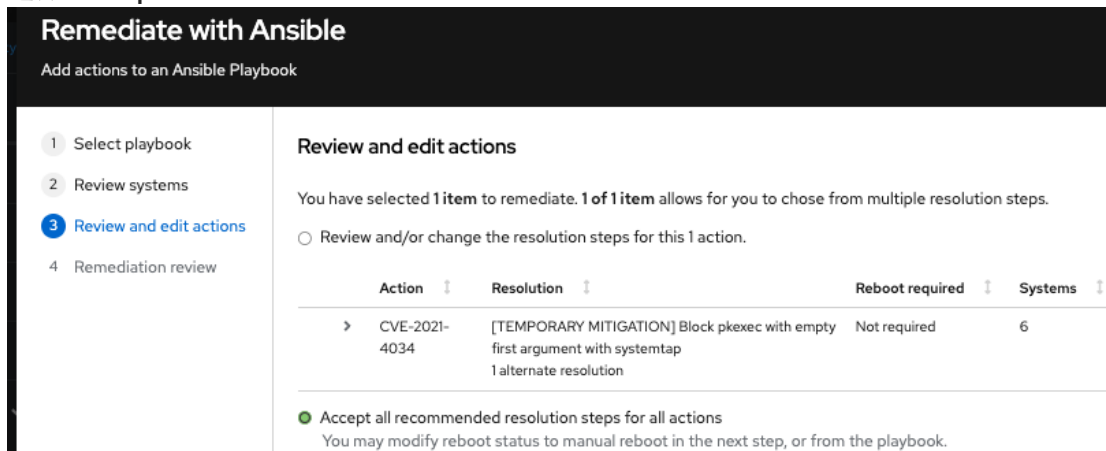 Remediate with Ansible
Add actions to an Ansible Playbook
1 Select playbook
2 Review systems
3 Review and edit actions
4 Remediation review
Review and edit actions
You have selected 1 item to remediate. 1 of 1 item allows for you to chose from multiple resolution steps.
Review and/or change the resolution steps for this 1 action.
Action Resolution Reboot required Systems
CVE-2021- [TEMPORARY MITIGATION] Block pkexec with empty Not required 6
4034 first argument with systemtap
1 alternate resolution
Accept all recommended resolution steps for all actions
You may modify reboot status to manual reboot in the next step, or from the playbook.